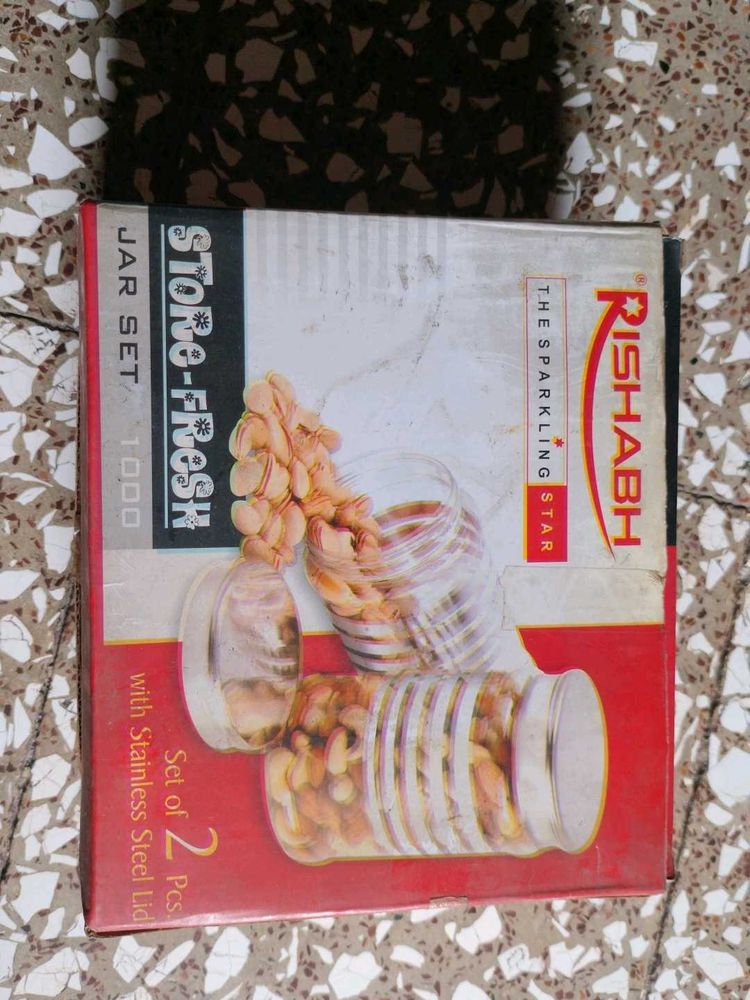 RISHABH®
THE SPARKLING STAR
STORE-FRESH
JAR SET 1000
Set of 2 Pcs.
with Stainless Steel Lid